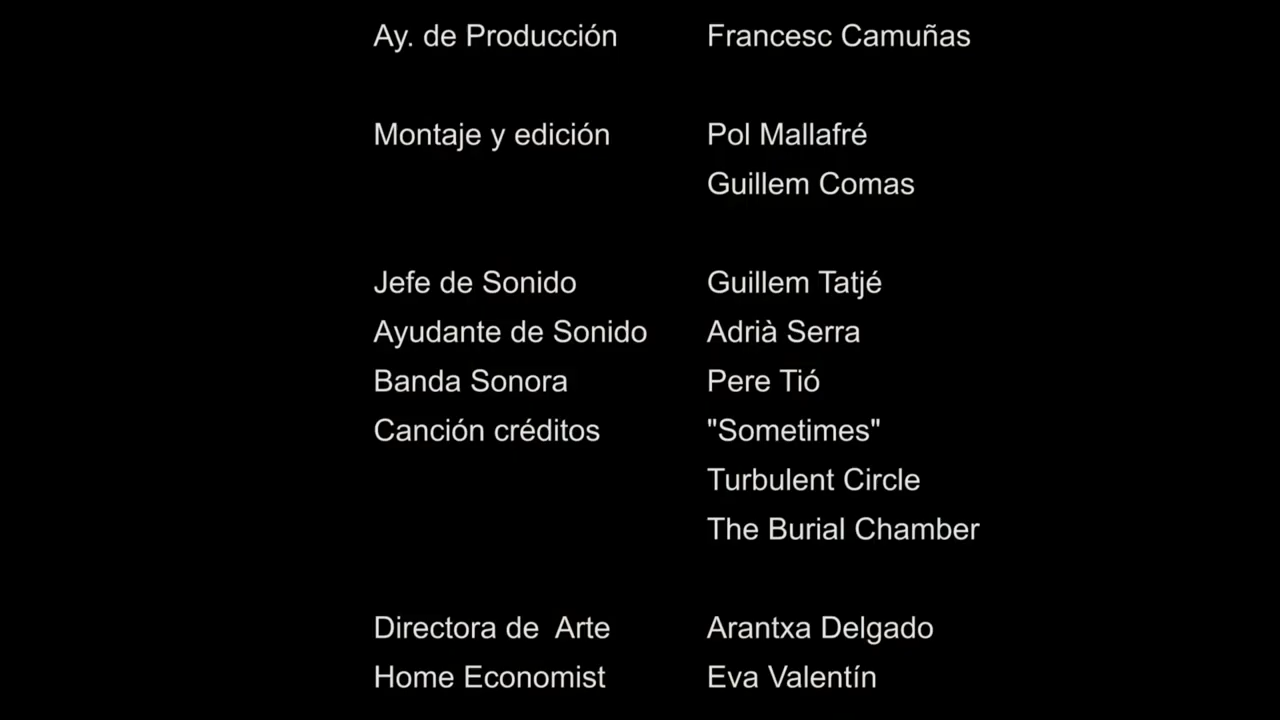 Ay. de Producción Francesc Camuñas
Montaje y edición Pol Mallafré
Guillem Comas
Jefe de Sonido Guillem Tatjé
Ayudante de Sonido Adrià Serra
Banda Sonora Pere Tió
Canción créditos "Sometimes"
Turbulent Circle
The Burial Chamber
Directora de  Arte Arantxa Delgado
Home Economist Eva Valentín